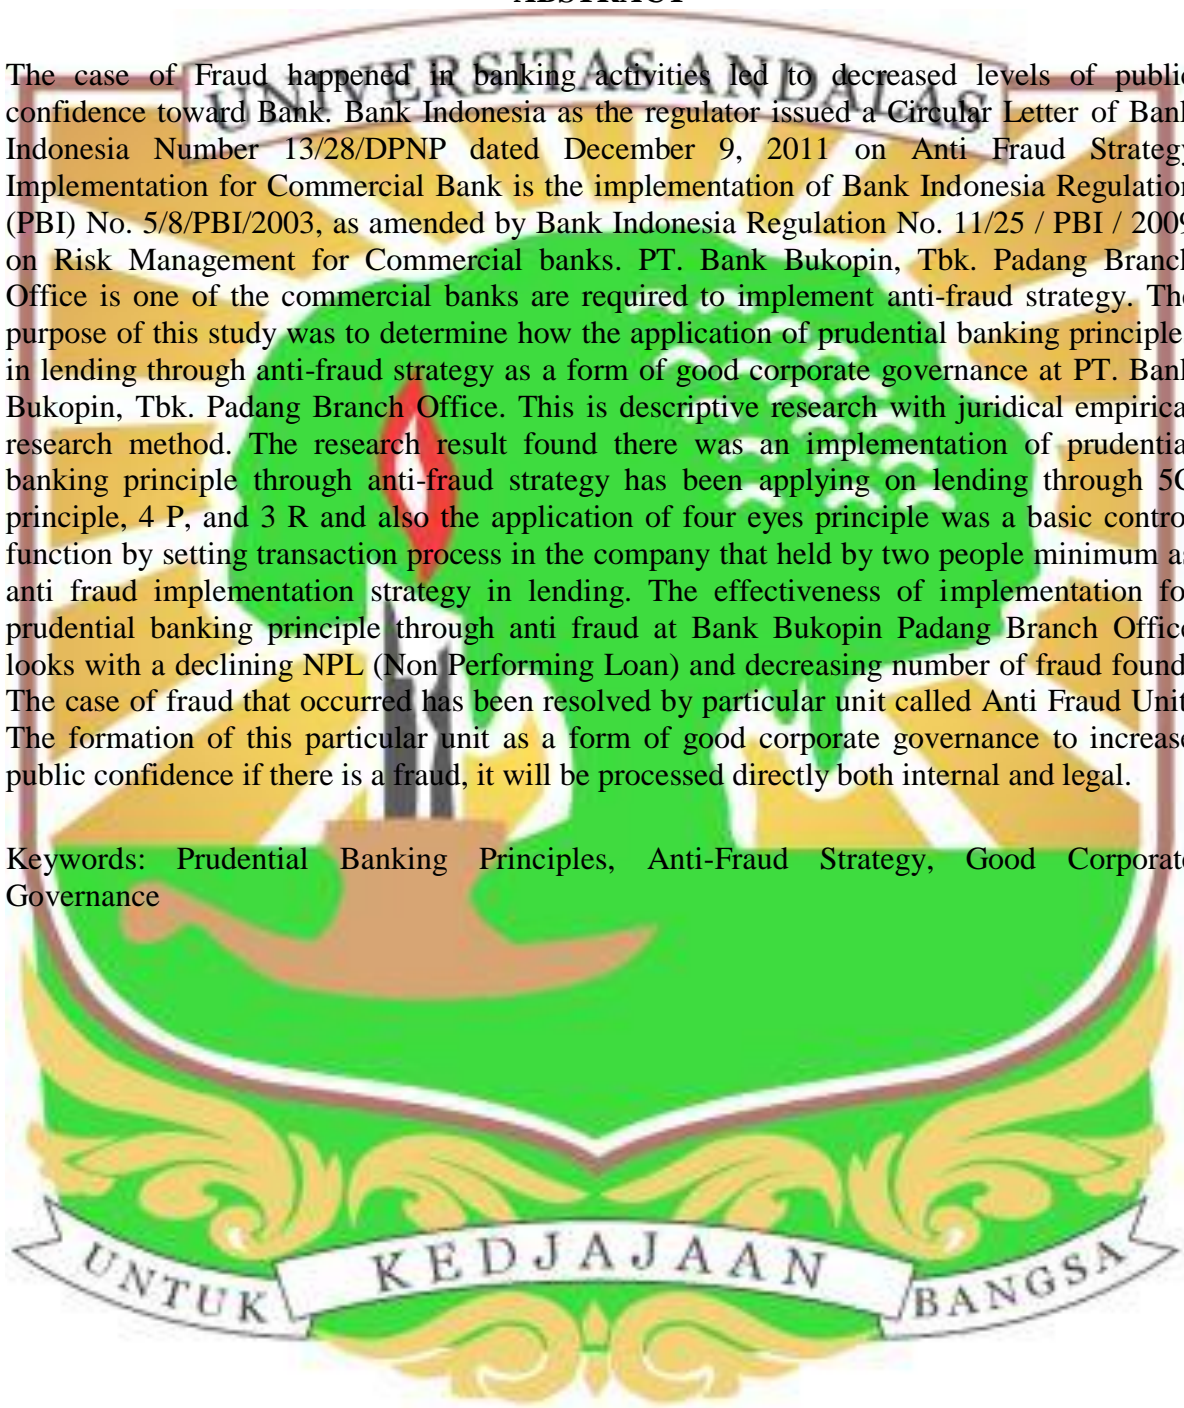 ABSTRACT
UNIVERSITAS ANDALAS
The case of Fraud happened in banking activities led to decreased levels of public
confidence toward Bank. Bank Indonesia as the regulator issued a Circular Letter of Bank
Indonesia Number 13/28/DPNP dated December 9, 2011 on Anti Fraud Strategy
Implementation for Commercial Bank is the implementation of Bank Indonesia Regulation
(PBI) No. 5/8/PBI/2003, as amended by Bank Indonesia Regulation No. 11/25 / PBI / 2009
on Risk Management for Commercial banks. PT. Bank Bukopin, Tbk. Padang Branch
Office is one of the commercial banks are required to implement anti-fraud strategy. The
purpose of this study was to determine how the application of prudential banking principle
in lending through anti-fraud strategy as a form of good corporate governance at PT. Bank
Bukopin, Tbk. Padang Branch Office. This is descriptive research with juridical empirica
research method. The research result found there was an implementation of prudentia
banking principle through anti-fraud strategy has been applying on lending through 5C
principle, 4 P, and 3 R and also the application of four eyes principle was a basic contro
function by setting transaction process in the company that held by two people minimum as
anti fraud implementation strategy in lending. The effectiveness of implementation fo
prudential banking principle through anti fraud at Bank Bukopin Padang Branch Office
looks with a declining NPL (Non Performing Loan) and decreasing number of fraud found
The case of fraud that occurred has been resolved by particular unit called Anti Fraud Unit
The formation of this particular unit as a form of good corporate governance to increase
public confidence if there is a fraud, it will be processed directly both internal and legal.
Keywords: Prudential Banking Principles, Anti-Fraud Strategy, Good Corporate
Governance
UNTUK KEDJAJAAN BANGSA